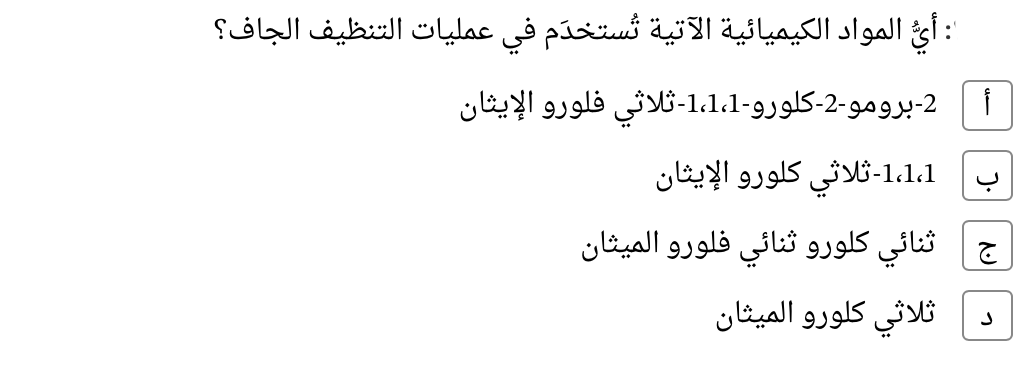 : أيُّ المواد الكيميائية الآتية تُستخدَم في عمليات التنظيف الجاف؟
أ 2-برومو-2-كلورو-1،1،1-ثلاثي فلورو الإيثان
ب 1،1،1-ثلاثي كلورو الإيثان
ج ثنائي كلورو ثنائي فلورو الميثان
د ثلاثي كلورو الميثان